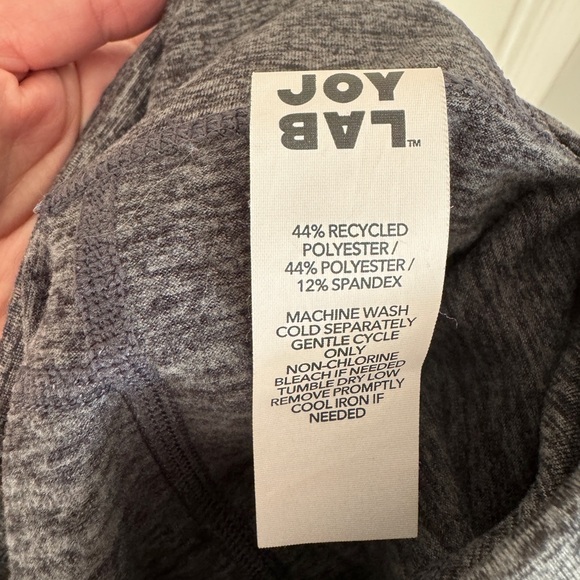 JOY
LAB™
44% RECYCLED
POLYESTER /
44% POLYESTER /
12% SPANDEX
MACHINE WASH
COLD SEPARATELY
GENTLE CYCLE
ONLY
NON-CHLORINE
BLEACH IF NEEDED
TUMBLE DRY LOW
REMOVE PROMPTLY
COOL IRON IF
NEEDED